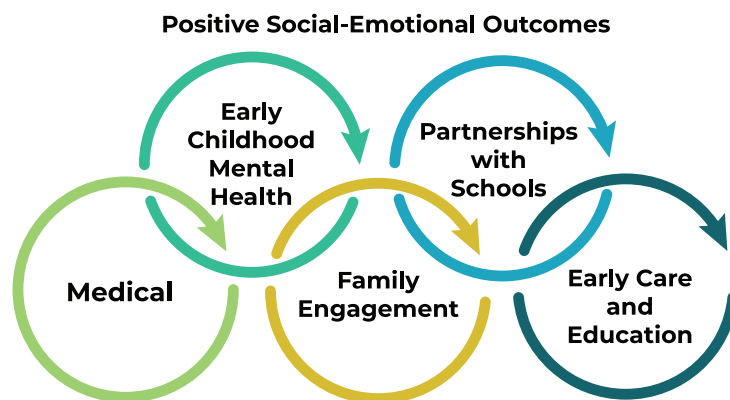 Positive Social-Emotional Outcomes
Early
Childhood
Mental
Health
Partnerships
with
Schools
Medical
Family
Engagement
Early Care
and
Education